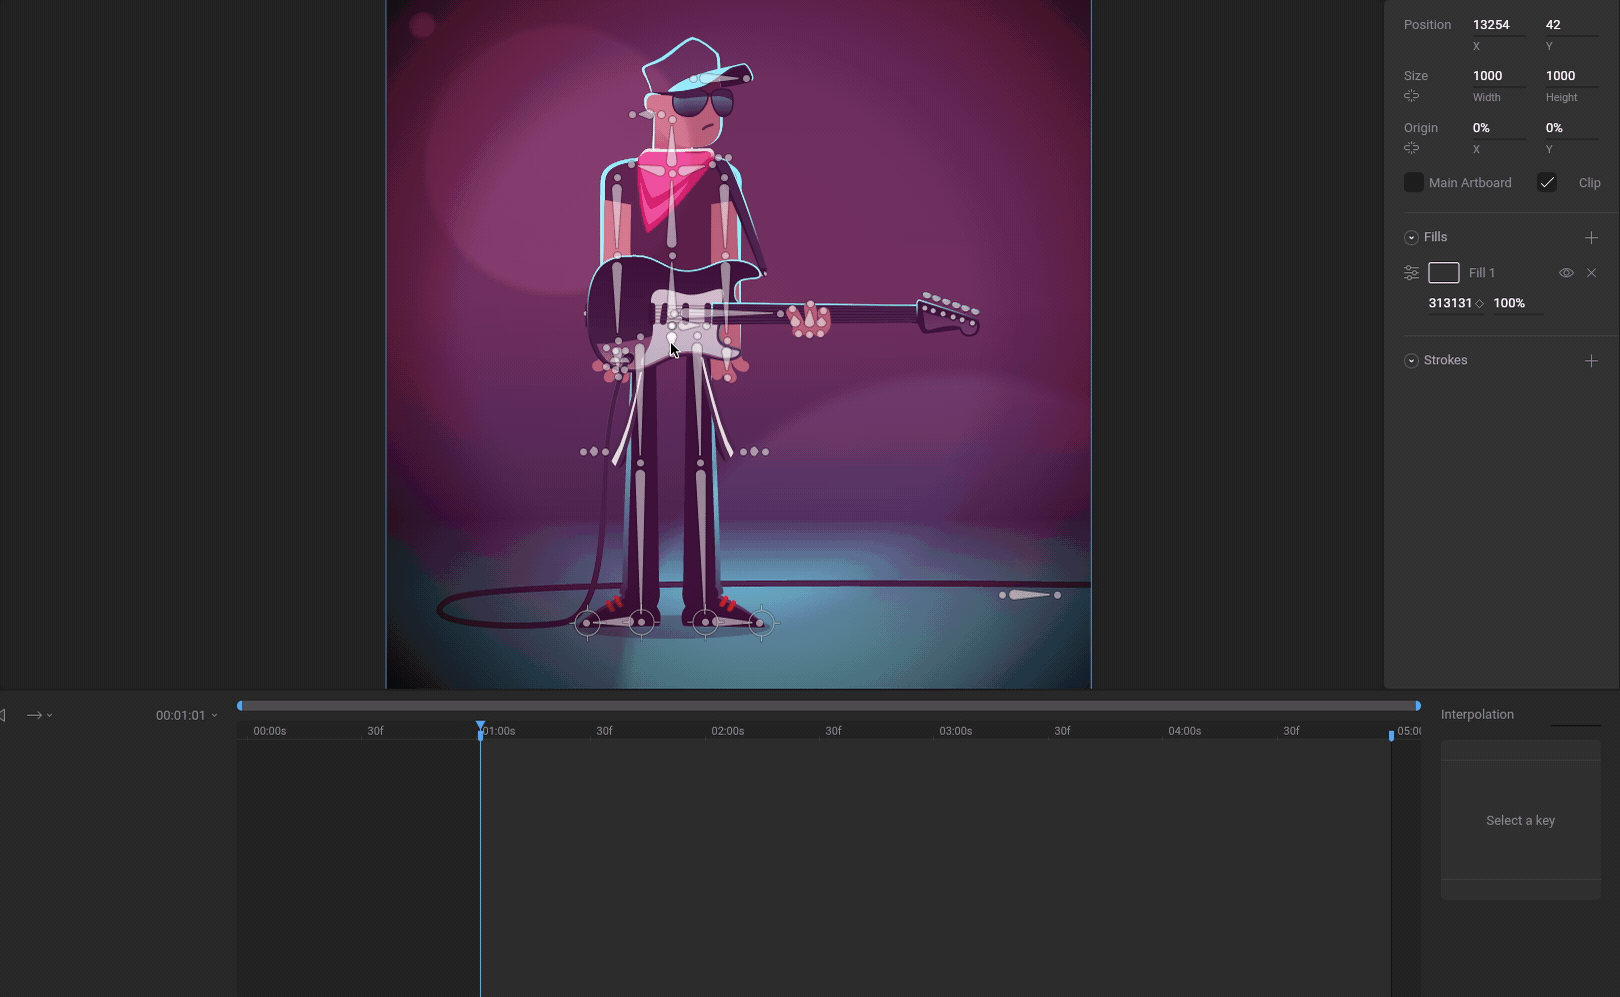 Position 13254 42
X Y
Size 1000 1000
Width Height
Origin 0% 0%
X Y
Main Artboard Clip
Fills
Fill 1
313131 100%
Strokes
00:01:01
00:00s 30f 01:00s 30f 02:00s 30f 03:00s 30f 04:00s 30f 05:00
Interpolation
Select a key